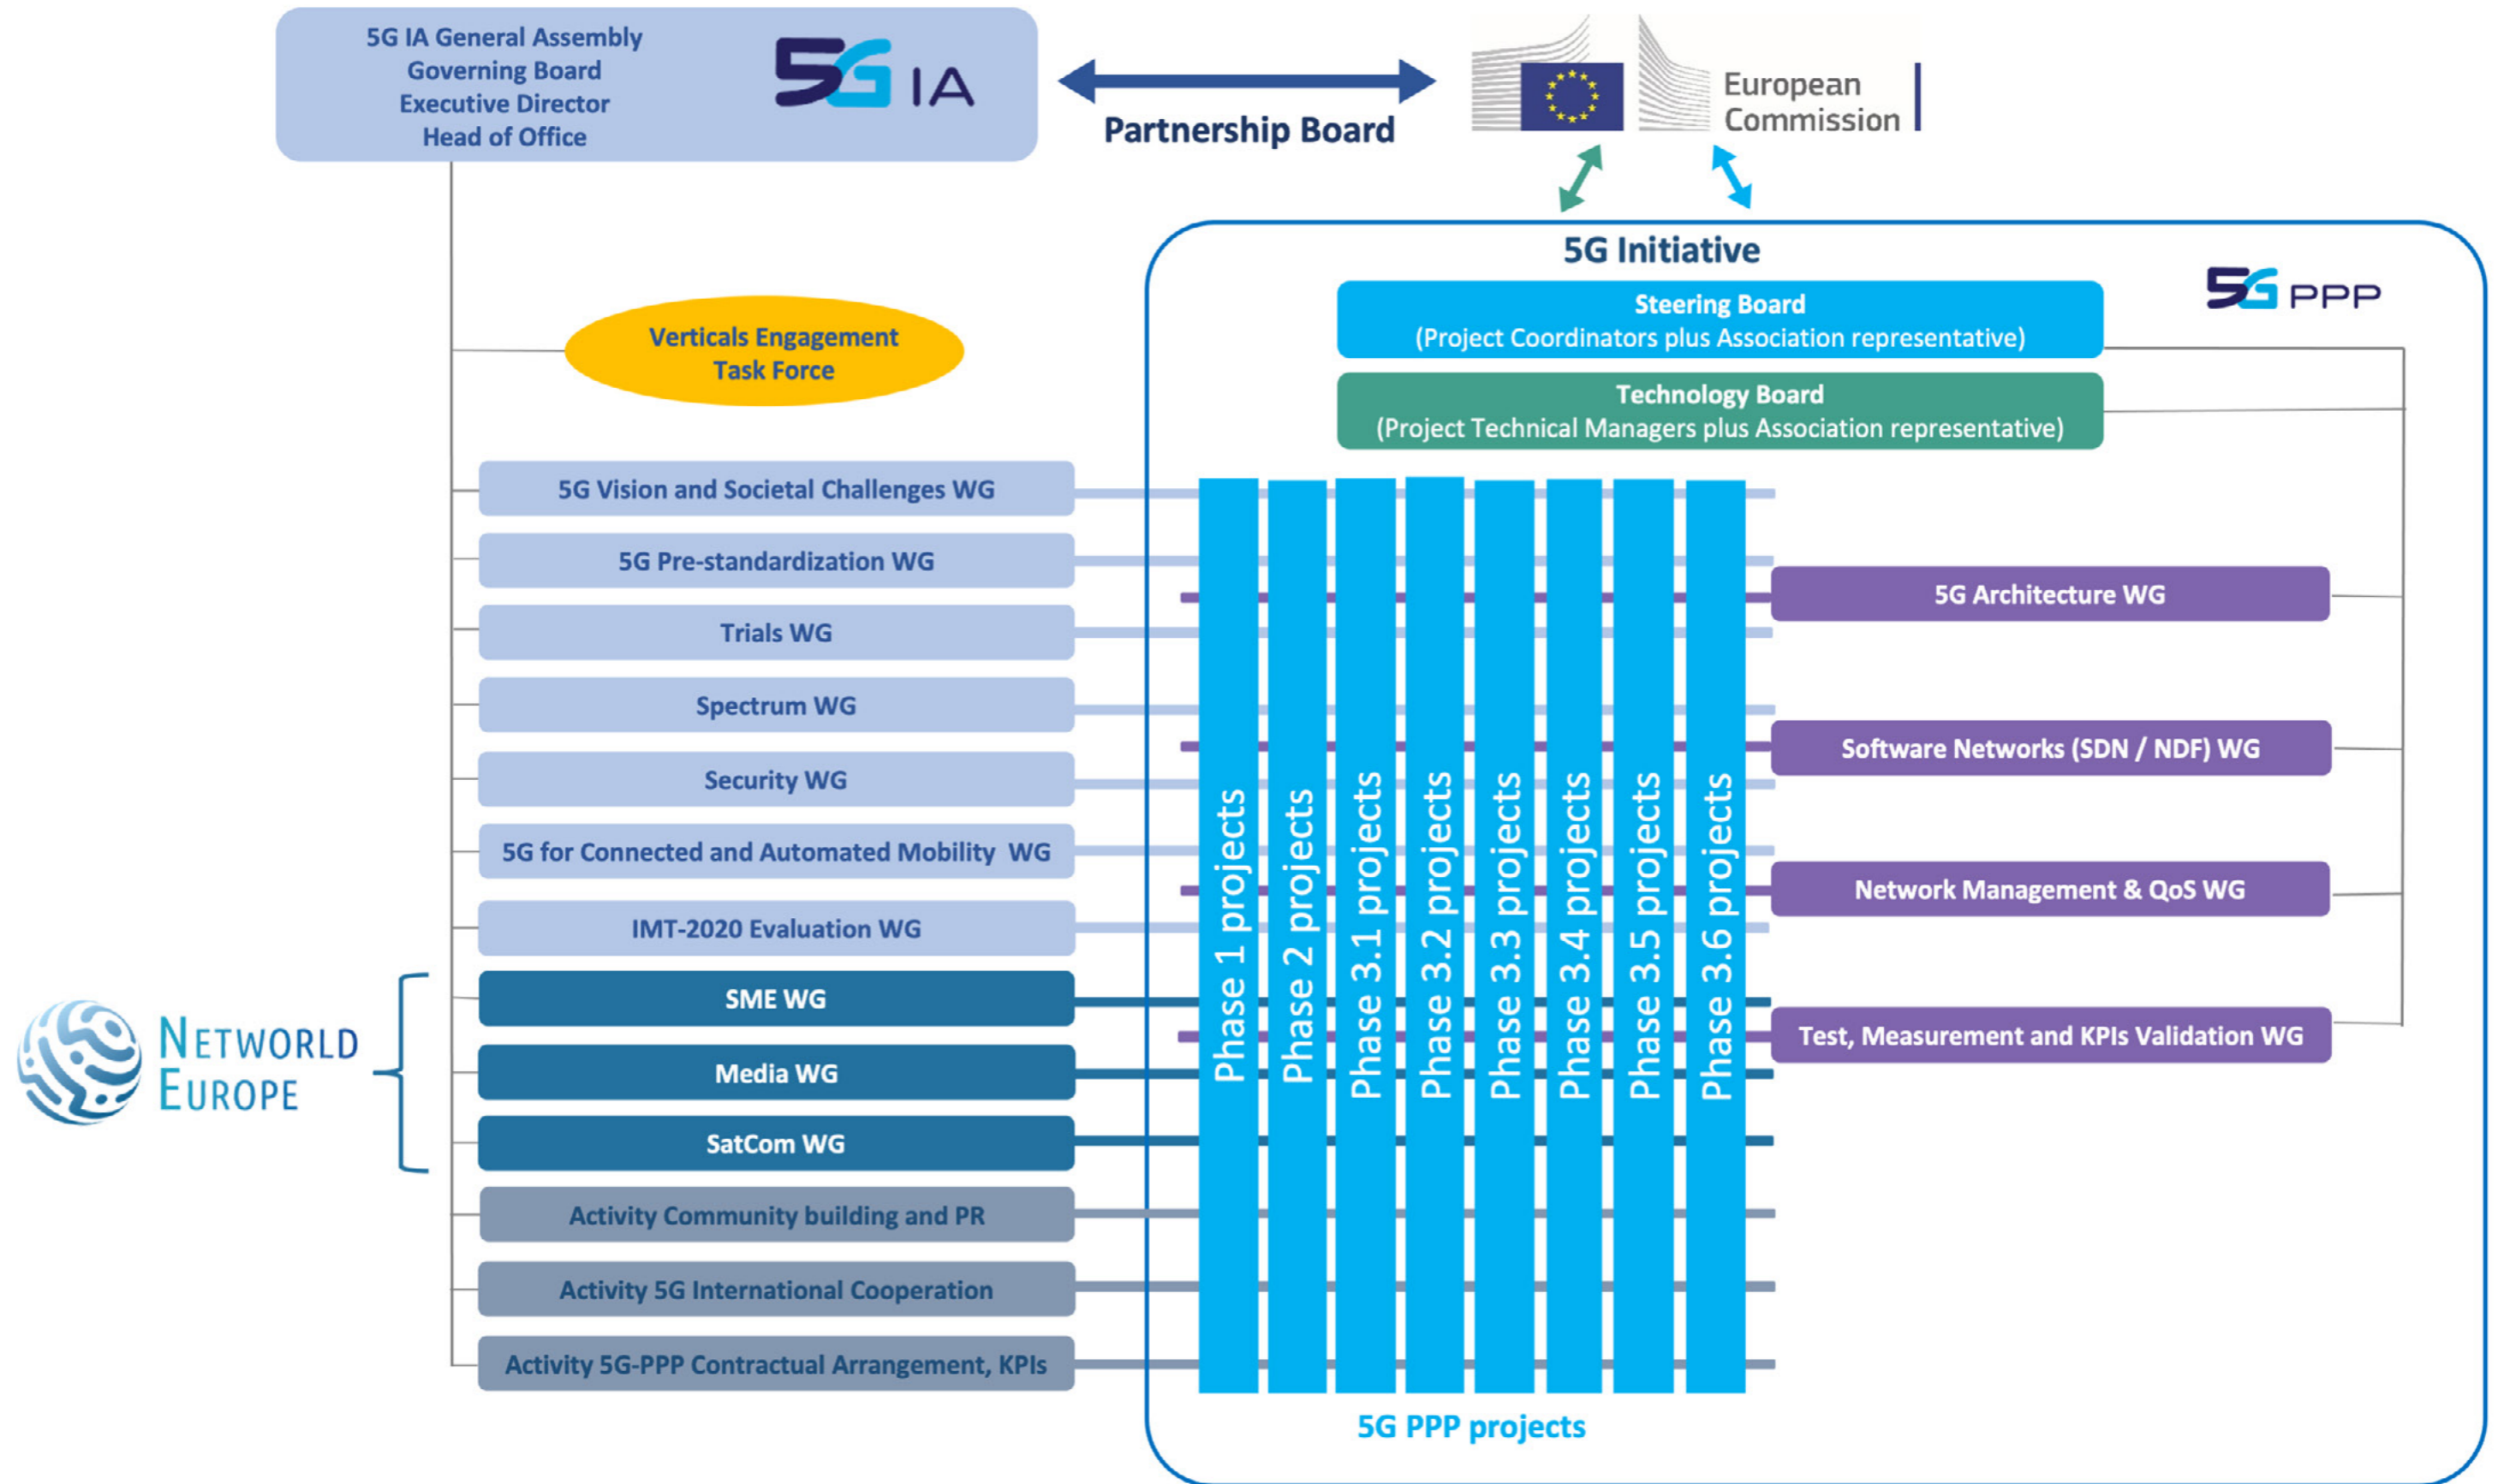 5G IA General Assembly
Governing Board
Executive Director
Head of Office
5G IA
Partnership Board
European
Commission
5G Initiative
5G PPP
Steering Board
(Project Coordinators plus Association representative)
Technology Board
(Project Technical Managers plus Association representative)
Verticals Engagement
Task Force
5G Vision and Societal Challenges WG
5G Pre-standardization WG
Trials WG
Spectrum WG
Security WG
5G for Connected and Automated Mobility WG
IMT-2020 Evaluation WG
SME WG
Media WG
SatCom WG
Activity Community building and PR
Activity 5G International Cooperation
Activity 5G-PPP Contractual Arrangement, KPIs
NETWORLD
EUROPE
Phase 1 projects
Phase 2 projects
Phase 3.1 projects
Phase 3.2 projects
Phase 3.3 projects
Phase 3.4 projects
Phase 3.5 projects
Phase 3.6 projects
5G Architecture WG
Software Networks (SDN / NDF) WG
Network Management & QoS WG
Test, Measurement and KPIs Validation WG
5G PPP projects